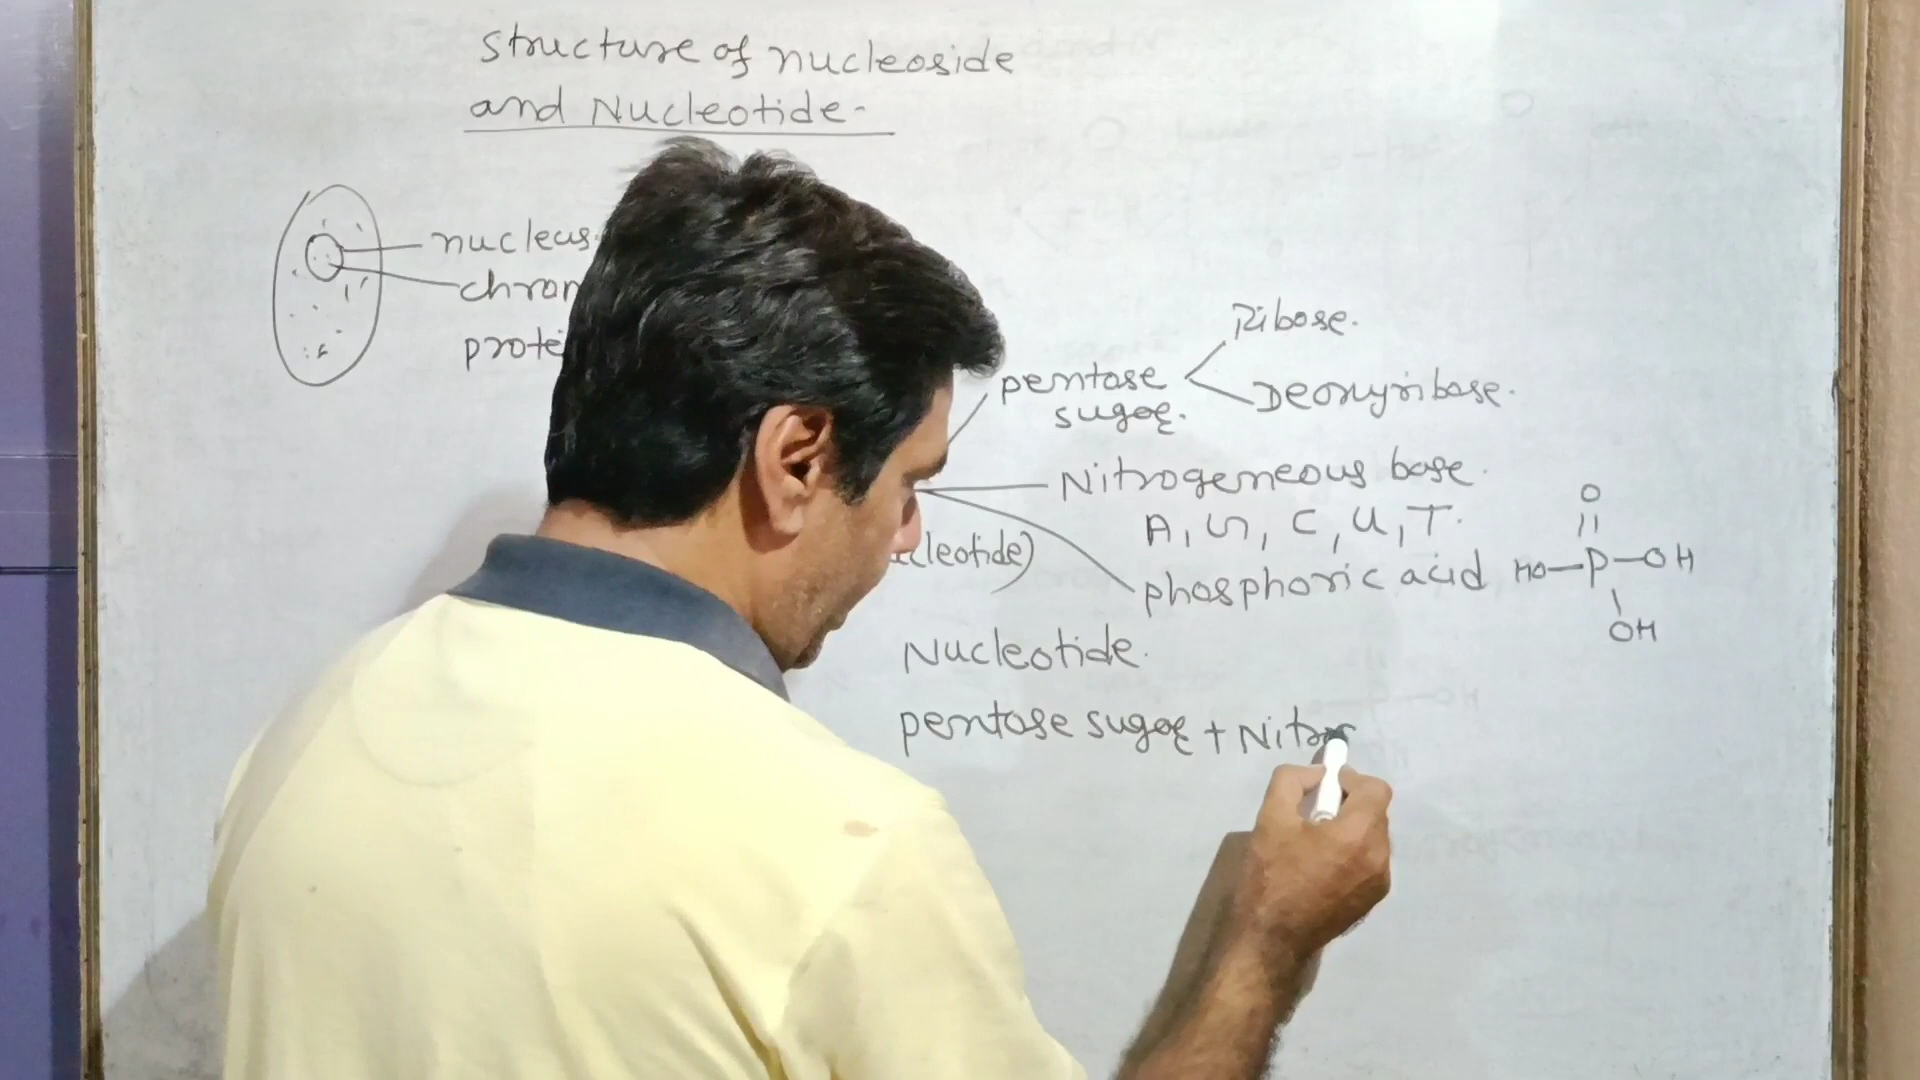 structure of nucleoside
and Nucleotide-
nucleus
chrom
prote
Ribose.
pentose
sugar.
Deoxyribose.
Nitrogeneous base.
A, G, C, U, T.
cleotide)
phosphoric acid
O
HO-P-OH
OH
Nucleotide.
pentose sugar + Nitro